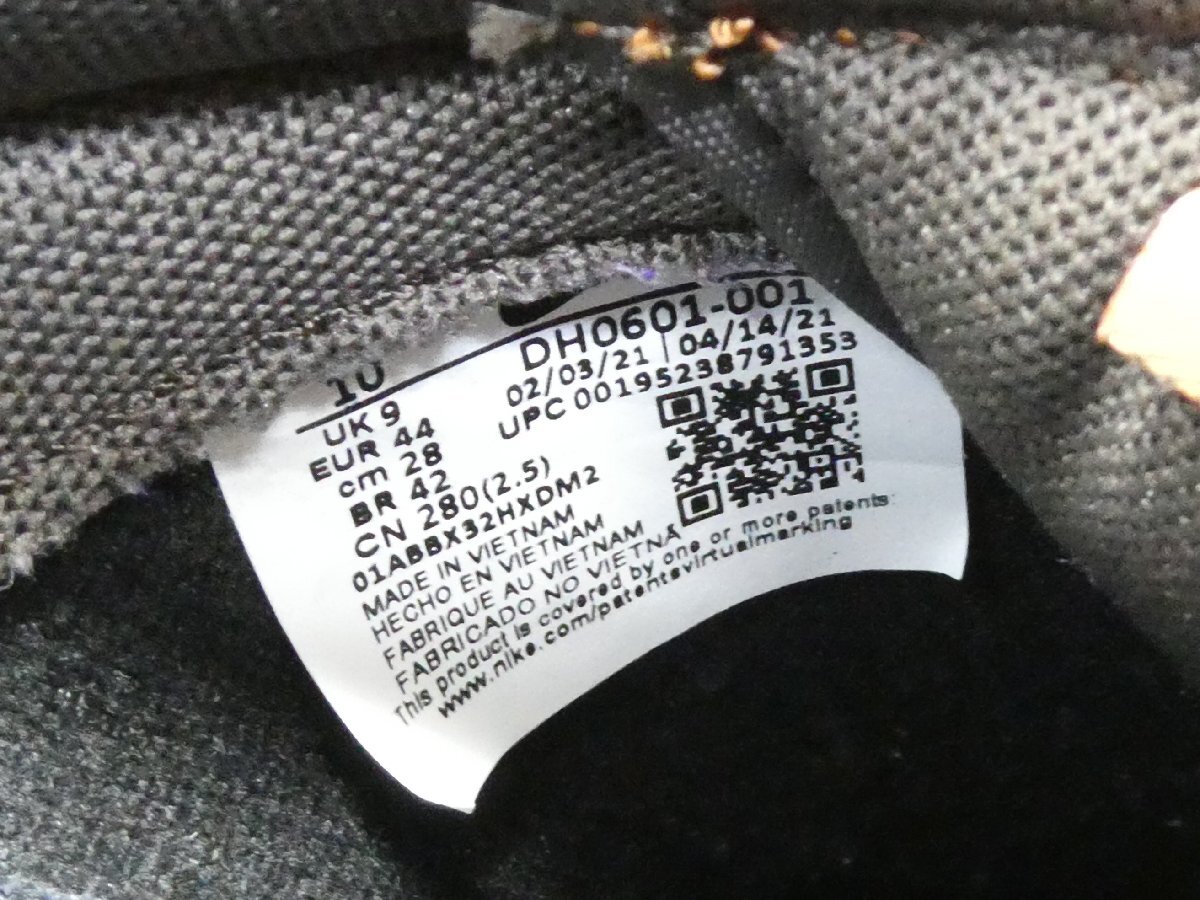 10
DH0601-001
UK 9
02/03/21 | 04/14/21
EUR 44
UPC 00195238791353
cm 28
BR 42
CN 280(2.5)
01ABBX32HXDM2
MADE IN VIETNAM
HECHO EN VIETNAM
FABRIQUE AU VIETNAM
FABRICADO NO VIETNÃ
This product is covered by one or more patents:
www.nike.com/patentsvirtualmarking